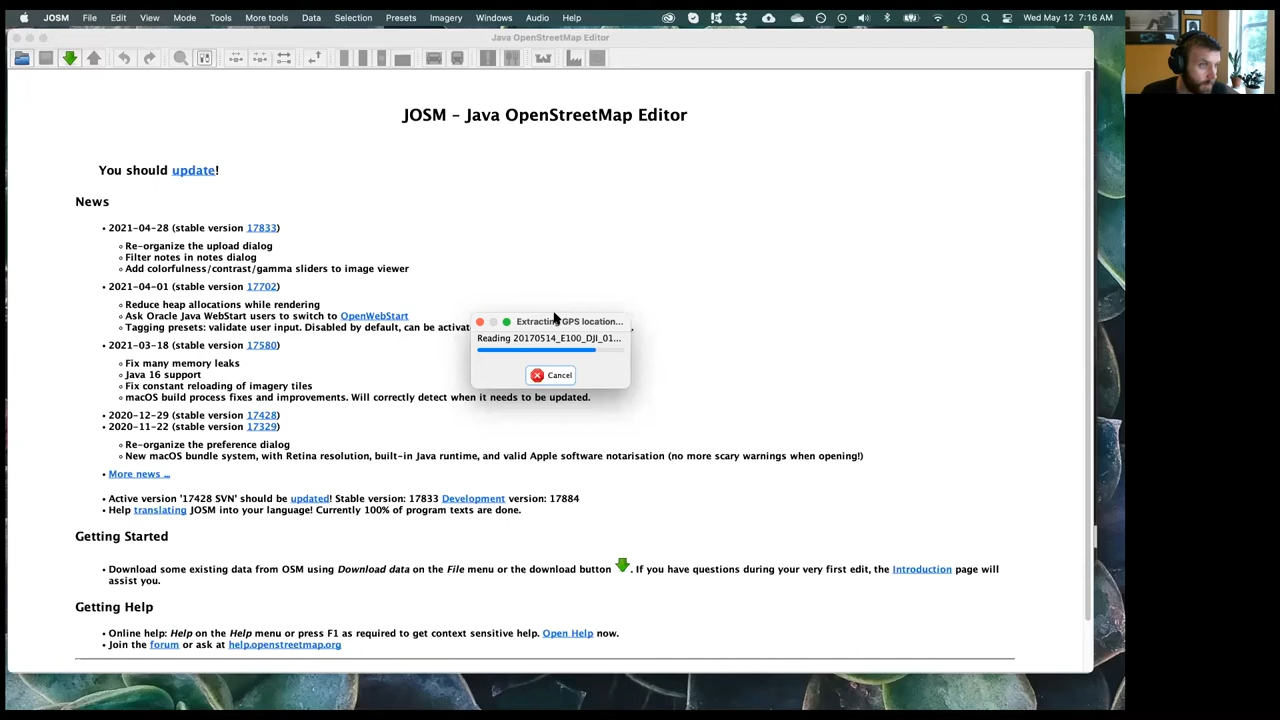 JOSM File Edit View Mode Tools More tools Data Selection Presets Imagery Windows Audio Help Wed May 12 7:16 AM
Java OpenStreetMap Editor
JOSM – Java OpenStreetMap Editor
You should update!
News
• 2021-04-28 (stable version 17833)
Re-organize the upload dialog
Filter notes in notes dialog
Add colorfulness/contrast/gamma sliders to image viewer
• 2021-04-01 (stable version 17702)
Reduce heap allocations while rendering
Ask Oracle Java WebStart users to switch to OpenWebStart
Tagging presets: validate user input. Disabled by default, can be
• 2021-03-18 (stable version 17580)
Fix many memory leaks
Java 16 support
Fix constant reloading of imagery tiles
macOS build process fixes and improvements. Will correctly detect when it needs to be updated.
• 2020-12-29 (stable version 17428)
• 2020-11-22 (stable version 17329)
Re-organize the preference dialog
New macOS bundle system, with Retina resolution, built-in Java runtime, and valid Apple software notarisation (no more scary warnings when opening!)
• More news ...
• Active version '17428 SVN' should be updated! Stable version: 17833 Development version: 17884
• Help translating JOSM into your language! Currently 100% of program texts are done.
Getting Started
• Download some existing data from OSM using Download data on the File menu or the download button . If you have questions during your very first edit, the Introduction page will
assist you.
Getting Help
• Online help: Help on the Help menu or press F1 as required to get context sensitive help. Open Help now.
• Join the forum or ask at help.openstreetmap.org
Extracting GPS location...
Reading 20170514_E100_DJI_01...
Cancel